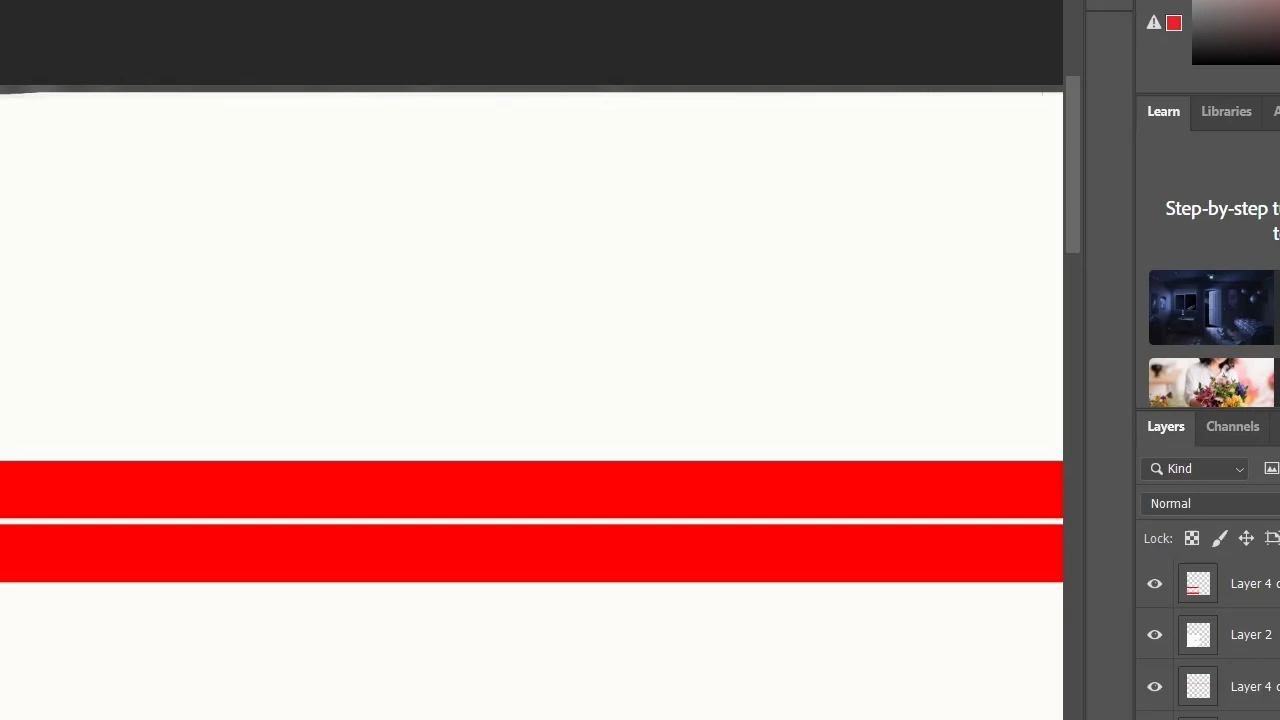 Learn Libraries
Step-by-step
Layers Channels
Kind
Normal
Lock:
Layer 4
Layer 2
Layer 4